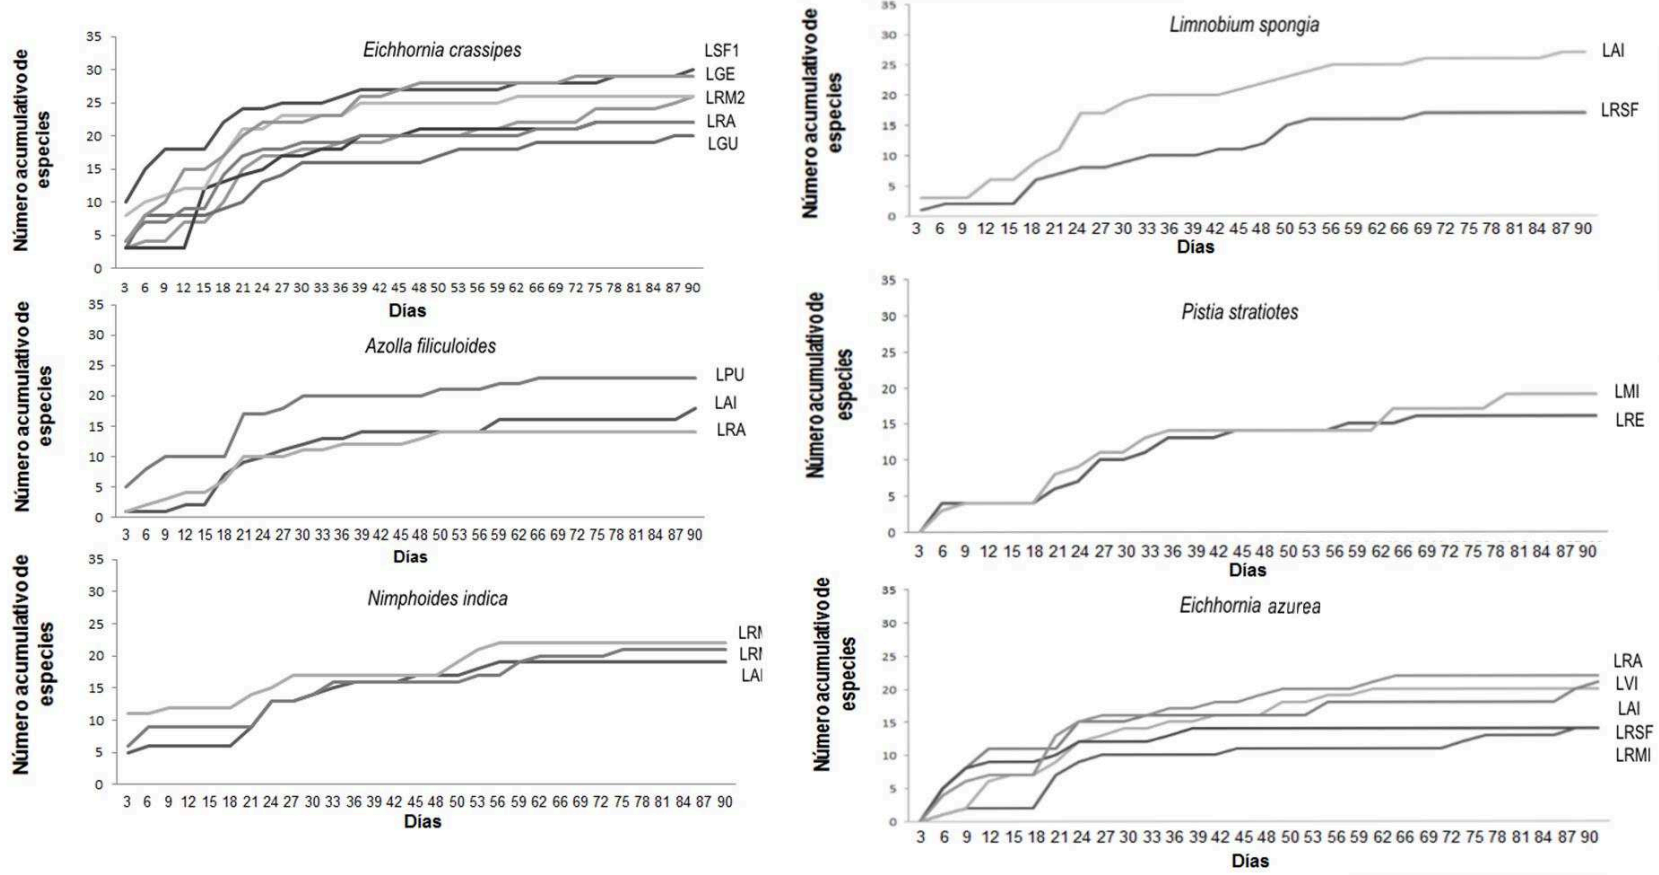 Número acumulativo de
especies
35
30
25
20
15
10
5
0
Eichhornia crassipes
LSF1
LGE
LRM2
LRA
LGU
3 6 9 12 15 18 21 24 27 30 33 36 39 42 45 48 50 53 56 59 62 66 69 72 75 78 81 84 87 90
Días
Número acumulativo de
especies
35
30
25
20
15
10
5
0
Azolla filiculoides
LPU
LAI
LRA
3 6 9 12 15 18 21 24 27 30 33 36 39 42 45 48 50 53 56 59 62 66 69 72 75 78 81 84 87 90
Días
Número acumulativo de
especies
35
30
25
20
15
10
5
0
Nimphoides indica
3 6 9 12 15 18 21 24 27 30 33 36 39 42 45 48 50 53 56 59 62 66 69 72 75 78 81 84 87 90
Días
Número acumulativo de
especies
35
30
25
20
15
10
5
0
Limnobium spongia
LAI
LRSF
3 6 9 12 15 18 21 24 27 30 33 36 39 42 45 48 50 53 56 59 62 66 69 72 75 78 81 84 87 90
Días
Número acumulativo de
especies
35
30
25
20
15
10
5
0
Pistia stratiotes
LMI
LRE
3 6 9 12 15 18 21 24 27 30 33 36 39 42 45 48 50 53 56 59 62 66 69 72 75 78 81 84 87 90
Días
Número acumulativo de
especies
35
30
25
20
15
10
5
0
Eichhornia azurea
LRA
LVI
LAI
LRSF
LRMI
3 6 9 12 15 18 21 24 27 30 33 36 39 42 45 48 50 53 56 59 62 66 69 72 75 78 81 84 87 90
Días